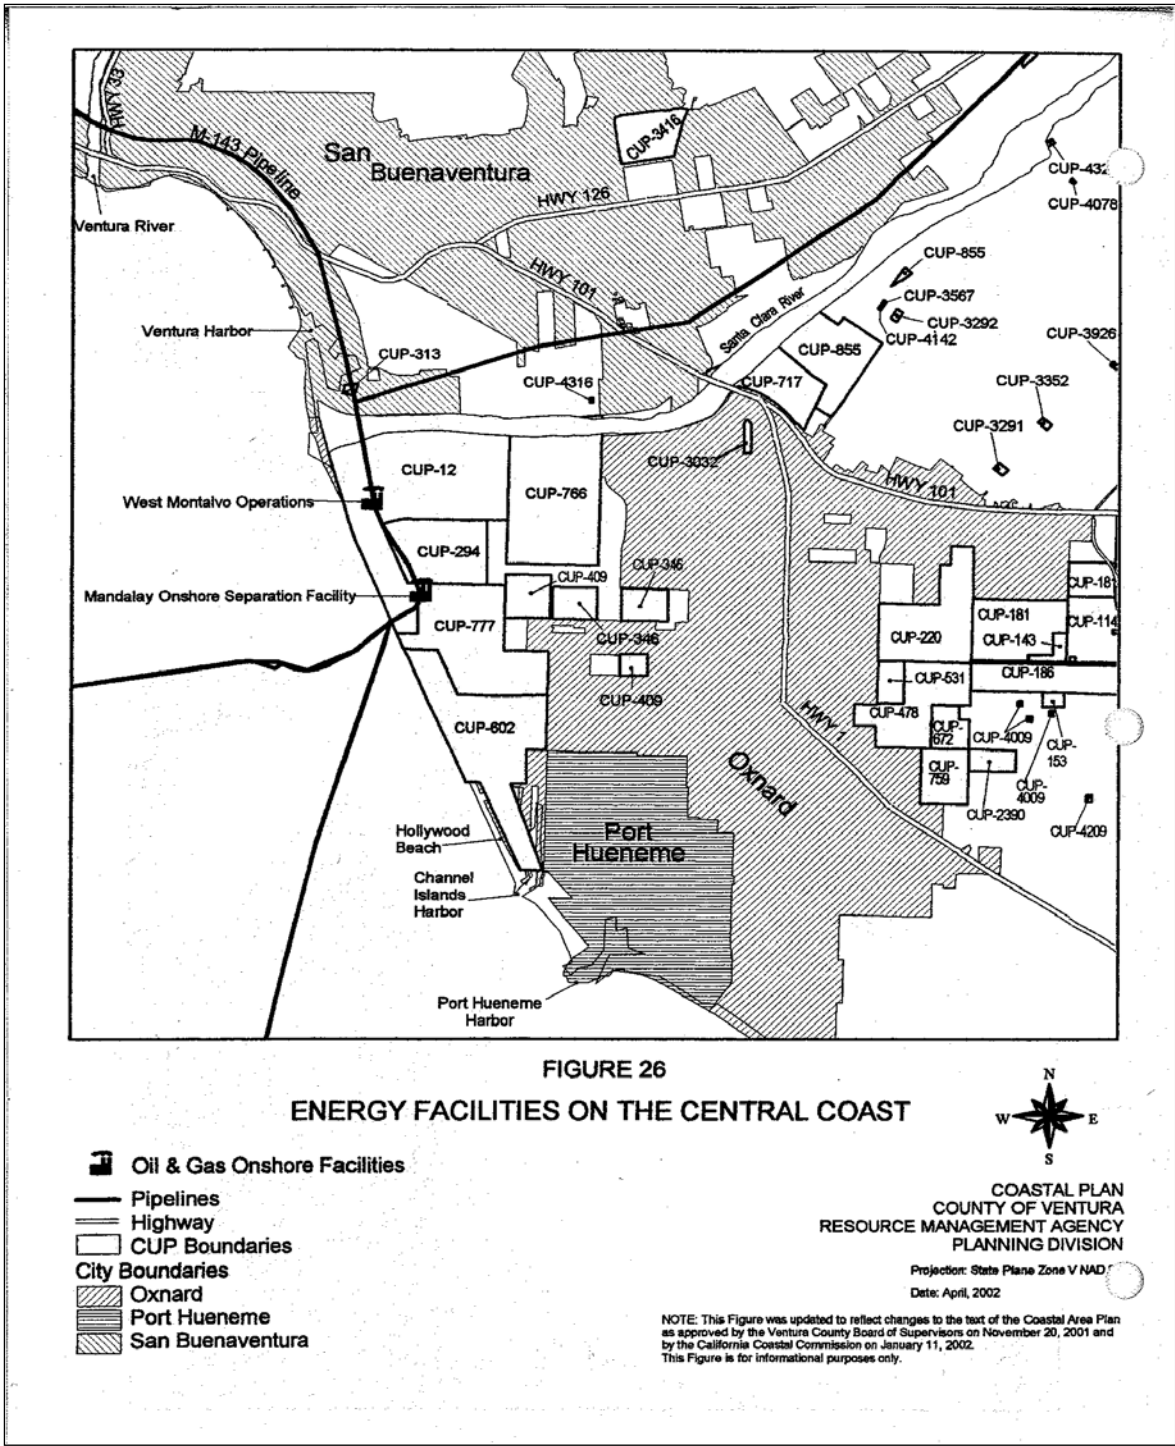 HWY 33
M-143 Pipeline
San
Buenaventura
CUP-3416
HWY 126
CUP-4078
Ventura River
HWY 101
CUP-855
Santa Clara River
CUP-3567
CUP-3292
CUP-4142
Ventura Harbor
CUP-313
CUP-855
CUP-3926
CUP-4316
CUP-717
CUP-3352
CUP-3291
CUP-3032
CUP-12
CUP-766
HWY 101
West Montalvo Operations
CUP-294
CUP-409
CUP-346
CUP-181
Mandalay Onshore Separation Facility
CUP-777
CUP-346
CUP-220
CUP-181
CUP-143
CUP-114
CUP-409
CUP-531
CUP-186
CUP-602
HWY 1
CUP-478
CUP-
672
CUP-4009
CUP-
153
Oxnard
CUP-
759
CUP-
4009
CUP-2390
CUP-4209
Hollywood
Beach
Port
Hueneme
Channel
Islands
Harbor
Port Hueneme
Harbor
FIGURE 26
ENERGY FACILITIES ON THE CENTRAL COAST
N
W
E
S
Oil & Gas Onshore Facilities
Pipelines
Highway
CUP Boundaries
City Boundaries
Oxnard
Port Hueneme
San Buenaventura
COASTAL PLAN
COUNTY OF VENTURA
RESOURCE MANAGEMENT AGENCY
PLANNING DIVISION
Projection: State Plane Zone V NAD
Date: April, 2002
NOTE: This Figure was updated to reflect changes to the text of the Coastal Area Plan
as approved by the Ventura County Board of Supervisors on November 20, 2001 and
by the California Coastal Commission on January 11, 2002.
This Figure is for informational purposes only.